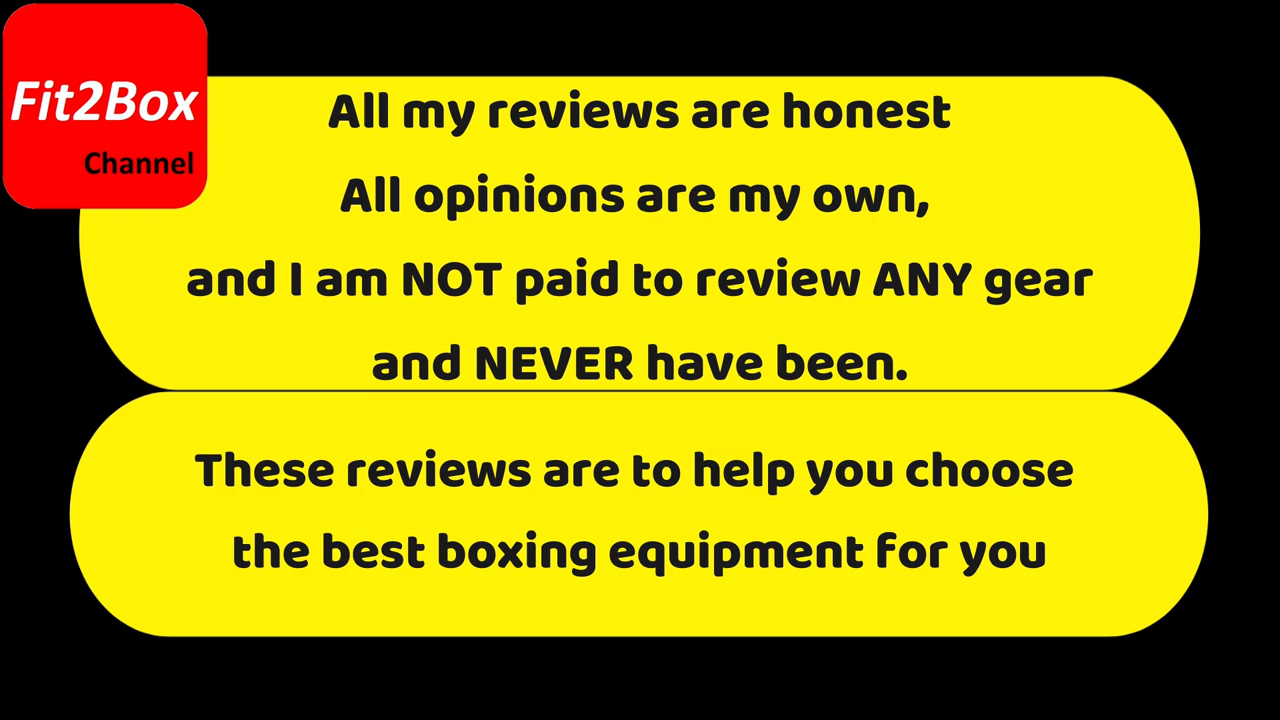 Fit2Box
Channel
All my reviews are honest
All opinions are my own,
and I am NOT paid to review ANY gear
and NEVER have been.
These reviews are to help you choose
the best boxing equipment for you